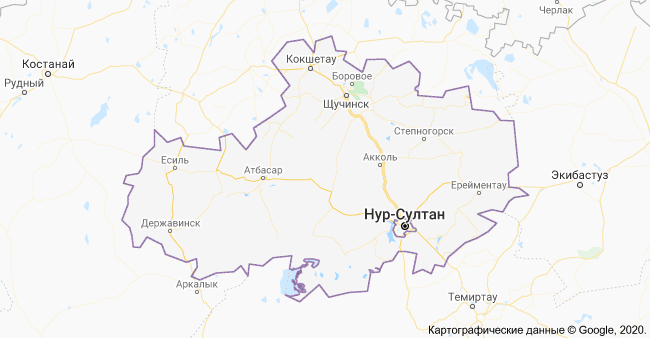 Черлак
Костанай
Рудный
Кокшетау
Боровое
Щучинск
Степногорск
Акколь
Есиль
Атбасар
Экибастуз
Ерейментау
Нур-Султан
Державинск
Аркалык
Темиртау
Картографические данные © Google, 2020.